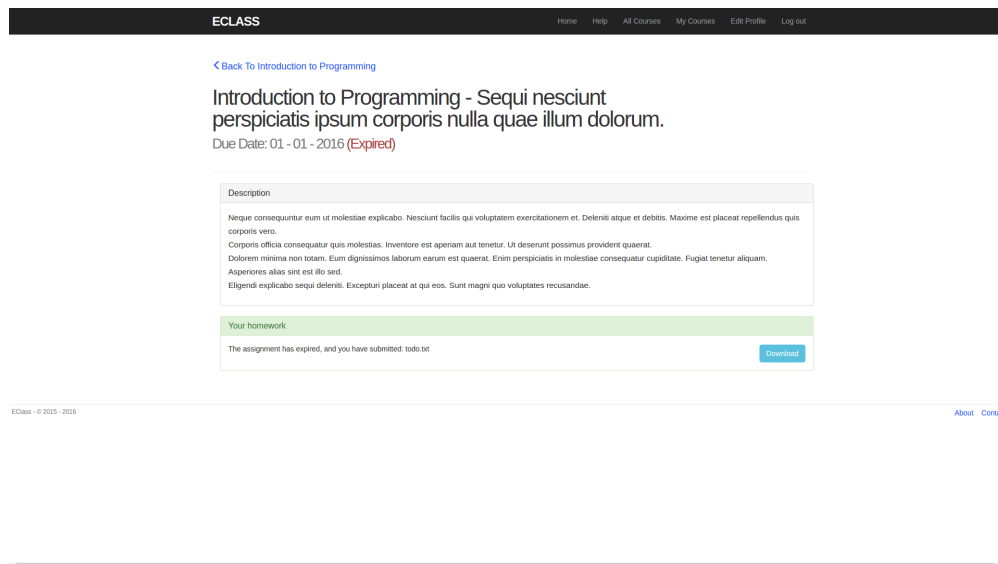 ECLASS
Home Help All Courses My Courses Edit Profile Log out
Back To Introduction to Programming
Introduction to Programming - Sequi nesciunt
perspiciatis ipsum corporis nulla quae illum dolorum.
Due Date: 01 - 01 - 2016 (Expired)
Description
Neque consequuntur eum ut molestiae explicabo. Nesciunt facilis qui voluptatem exercitationem et. Deleniti atque et debitis. Maxime est placeat repellendus quis
corporis vero.
Corporis officia consequatur quis molestias. Inventore est aperiam aut tenetur. Ut deserunt possimus provident quaerat.
Dolorem minima non totam. Eum dignissimos laborum earum est quaerat. Enim perspiciatis in molestiae consequatur cupiditate. Fugiat tenetur aliquam.
Asperiores alias sint est illo sed.
Eligendi explicabo sequi deleniti. Excepturi placeat at qui eos. Sunt magni quo voluptates recusandae.
Your homework
The assignment has expired, and you have submitted: todo.txt
Download
EClass - © 2015 - 2016
About